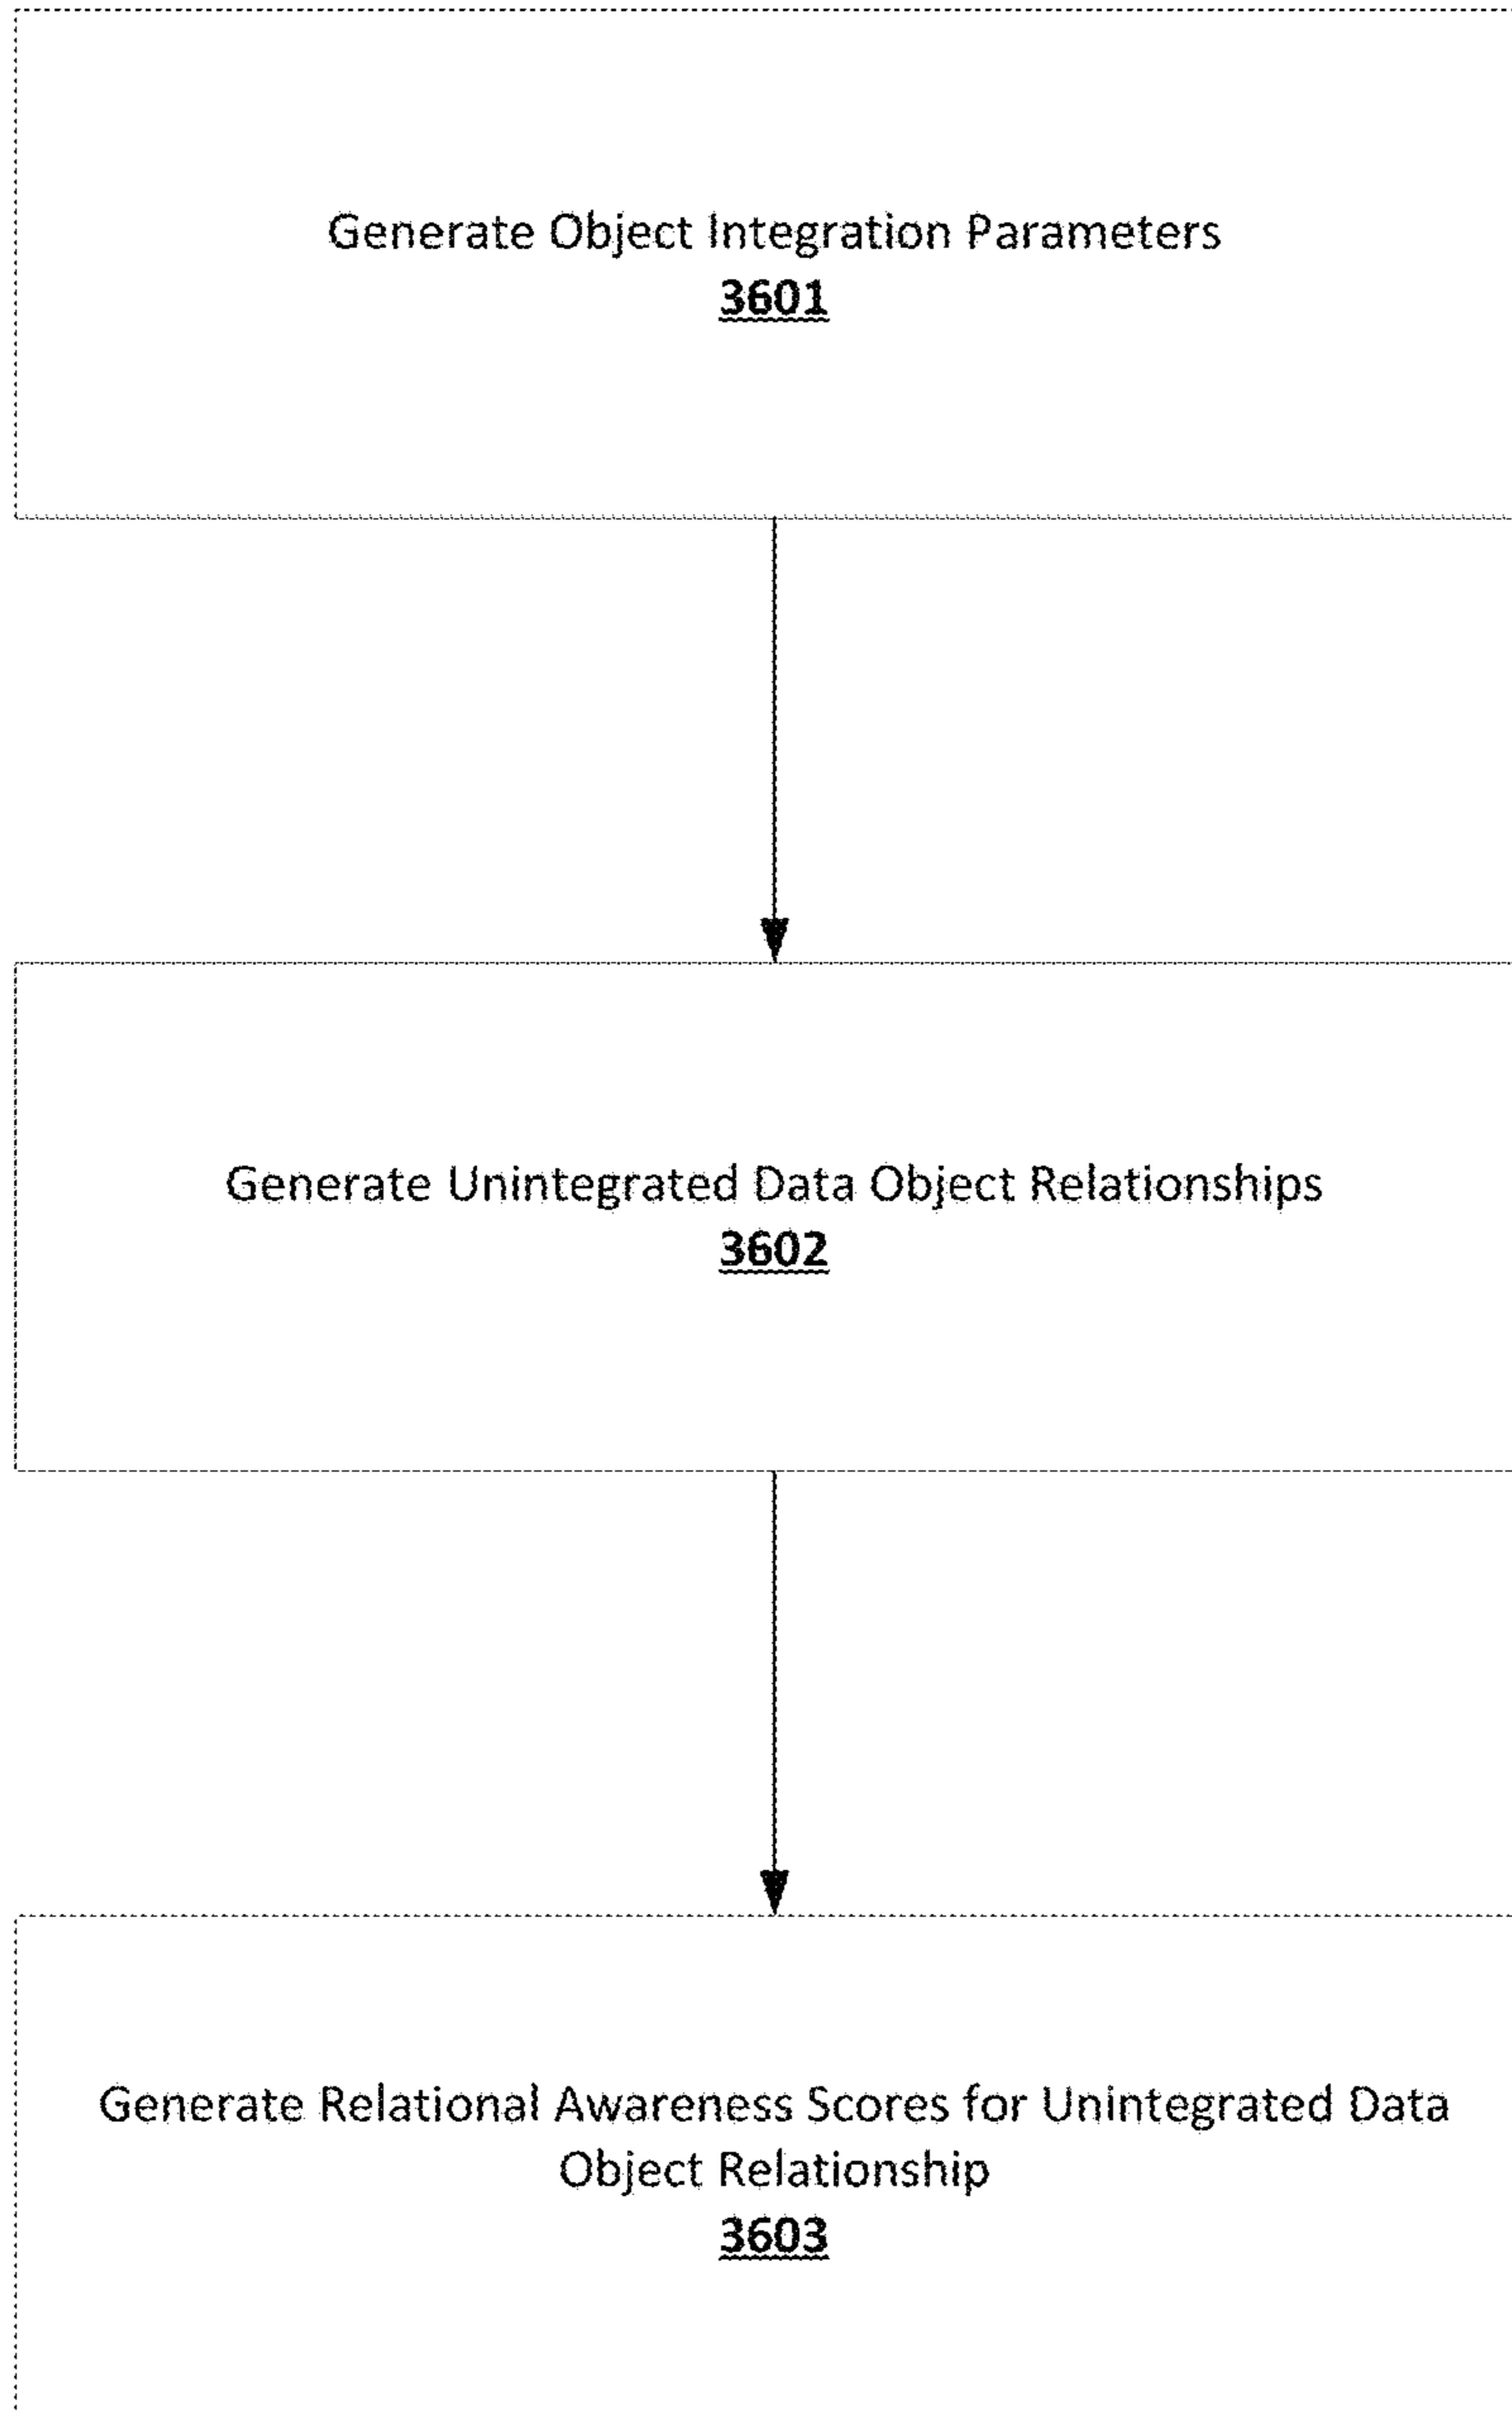 Generate Object Integration Parameters
3601
Generate Unintegrated Data Object Relationships
3602
Generate Relational Awareness Scores for Unintegrated Data
Object Relationship
3603